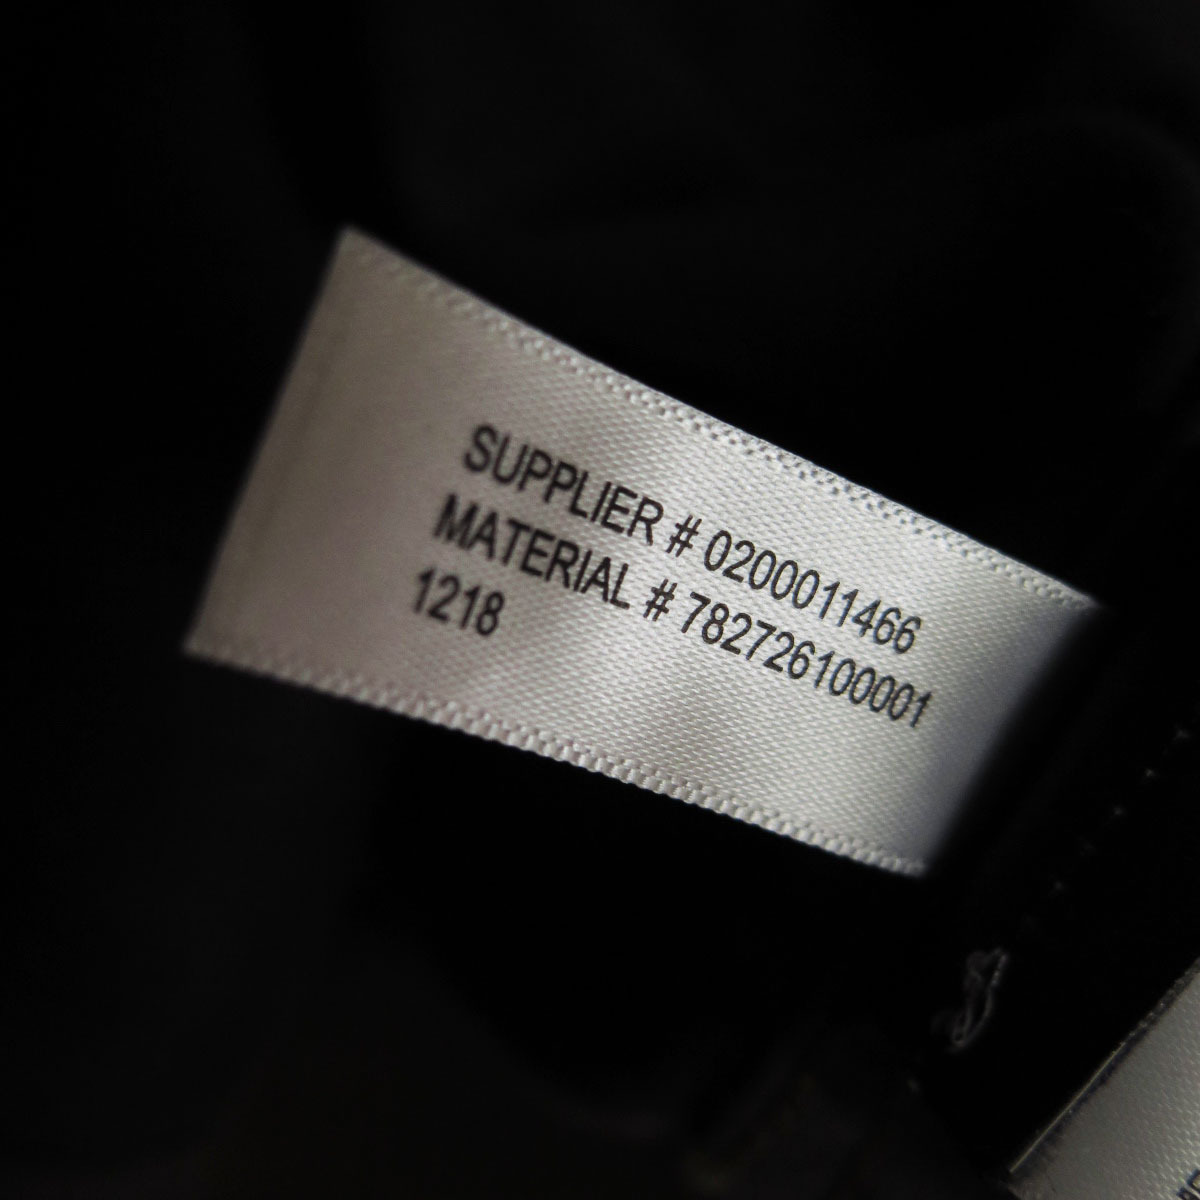 SUPPLIER # 0200011466
MATERIAL # 782726100001
1218